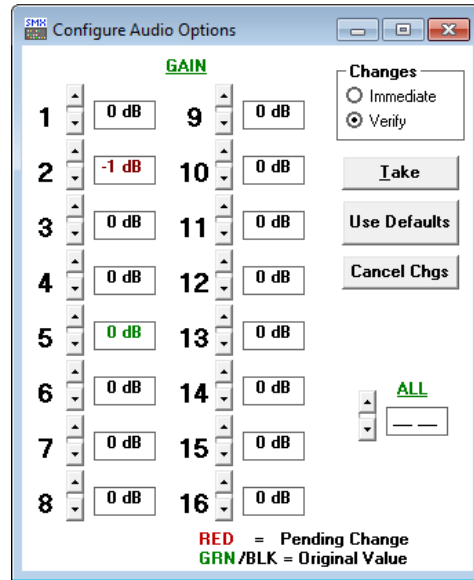 SMX Configure Audio Options
GAIN
1 0 dB 9 0 dB
2 -1 dB 10 0 dB
3 0 dB 11 0 dB
4 0 dB 12 0 dB
5 0 dB 13 0 dB
6 0 dB 14 0 dB
7 0 dB 15 0 dB
8 0 dB 16 0 dB
Changes
Immediate
Verify
Take
Use Defaults
Cancel Chgs
ALL
— —
RED = Pending Change
GRN/BLK = Original Value